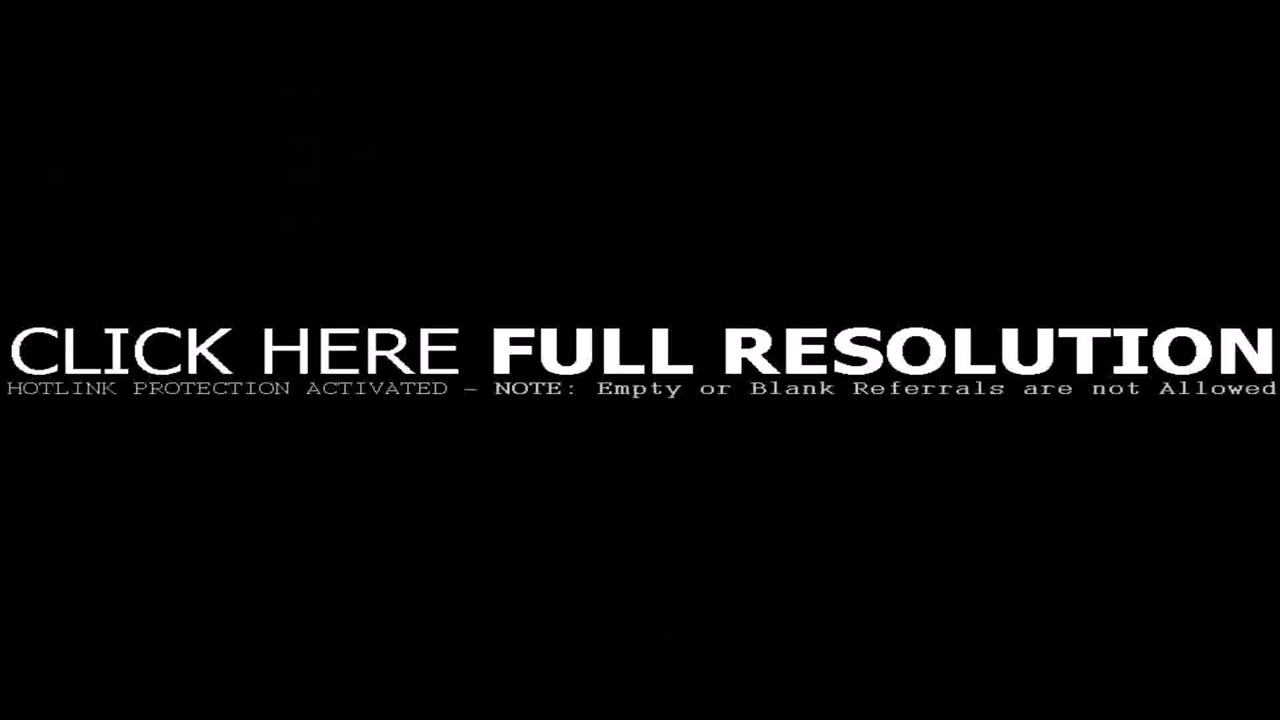 CLICK HERE FULL RESOLUTION
HOTLINK PROTECTION ACTIVATED - NOTE: Empty or Blank Referrals are not Allowed